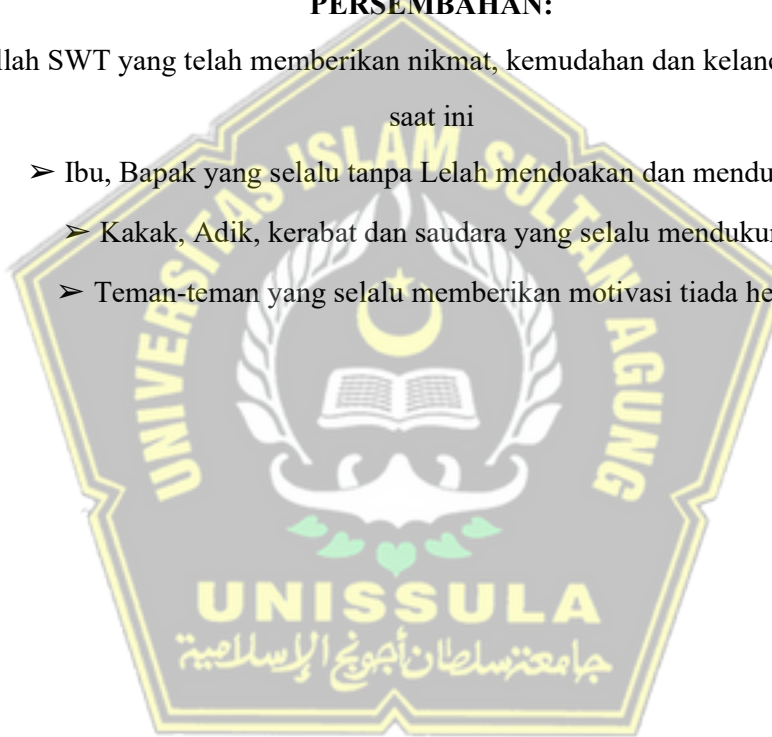 PERSEMBAHAN:
llah SWT yang telah memberikan nikmat, kemudahan dan keland
saat ini
➢ Ibu, Bapak yang selalu tanpa Lelah mendoakan dan mendu
➢ Kakak, Adik, kerabat dan saudara yang selalu mendukun
➢ Teman-teman yang selalu memberikan motivasi tiada he
UNIVERSITAS ISLAM SULTAN AGUNG
UNISSULA
جامعة سلطان أجونج الإسلامية